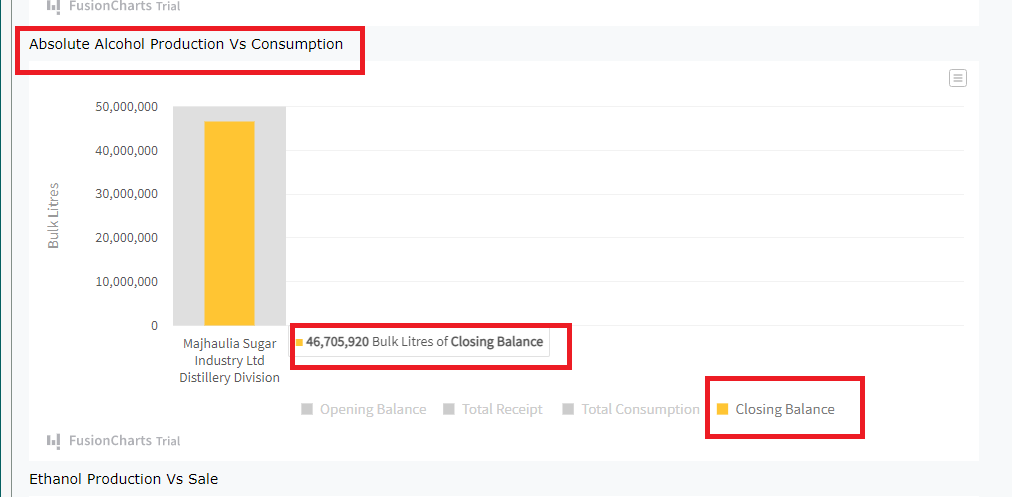 FusionCharts Trial
Absolute Alcohol Production Vs Consumption
50,000,000
40,000,000
30,000,000
20,000,000
10,000,000
0
Bulk Litres
Majhaulia Sugar
Industry Ltd
Distillery Division
46,705,920 Bulk Litres of Closing Balance
Opening Balance Total Receipt Total Consumption Closing Balance
FusionCharts Trial
Ethanol Production Vs Sale